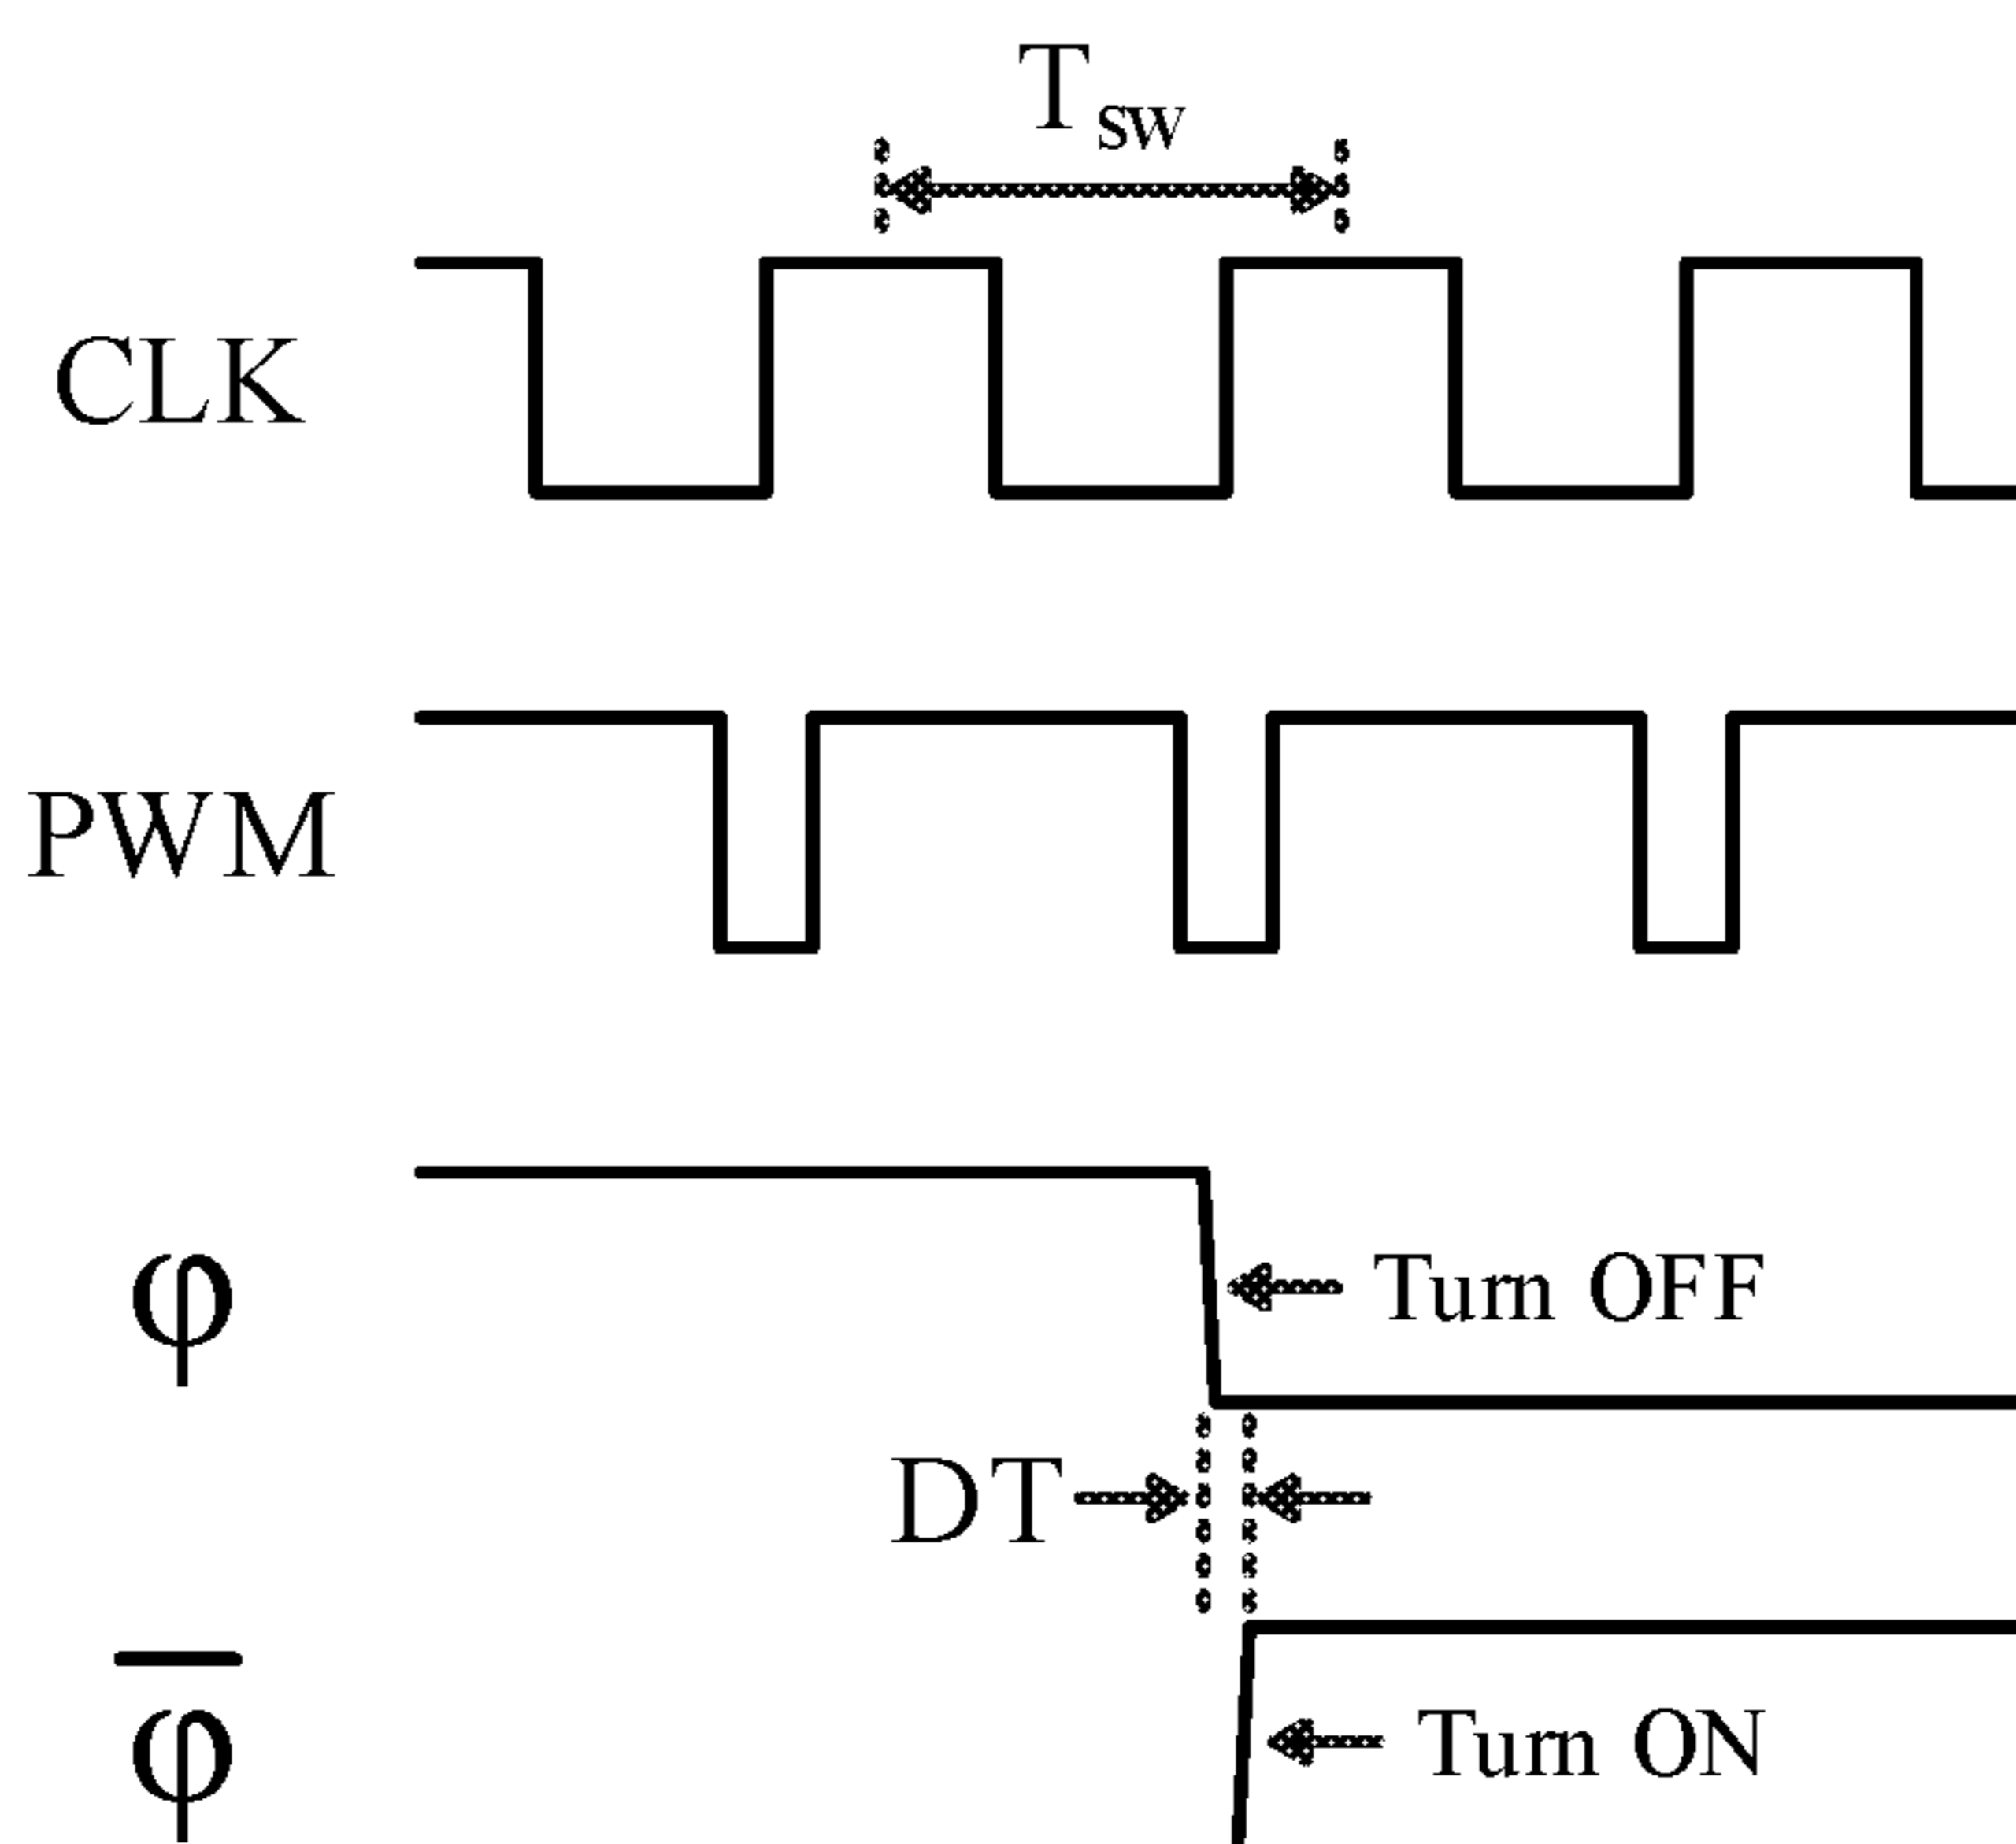 T_sw
CLK
PWM
φ
Turn OFF
DT
φ̅
Turn ON